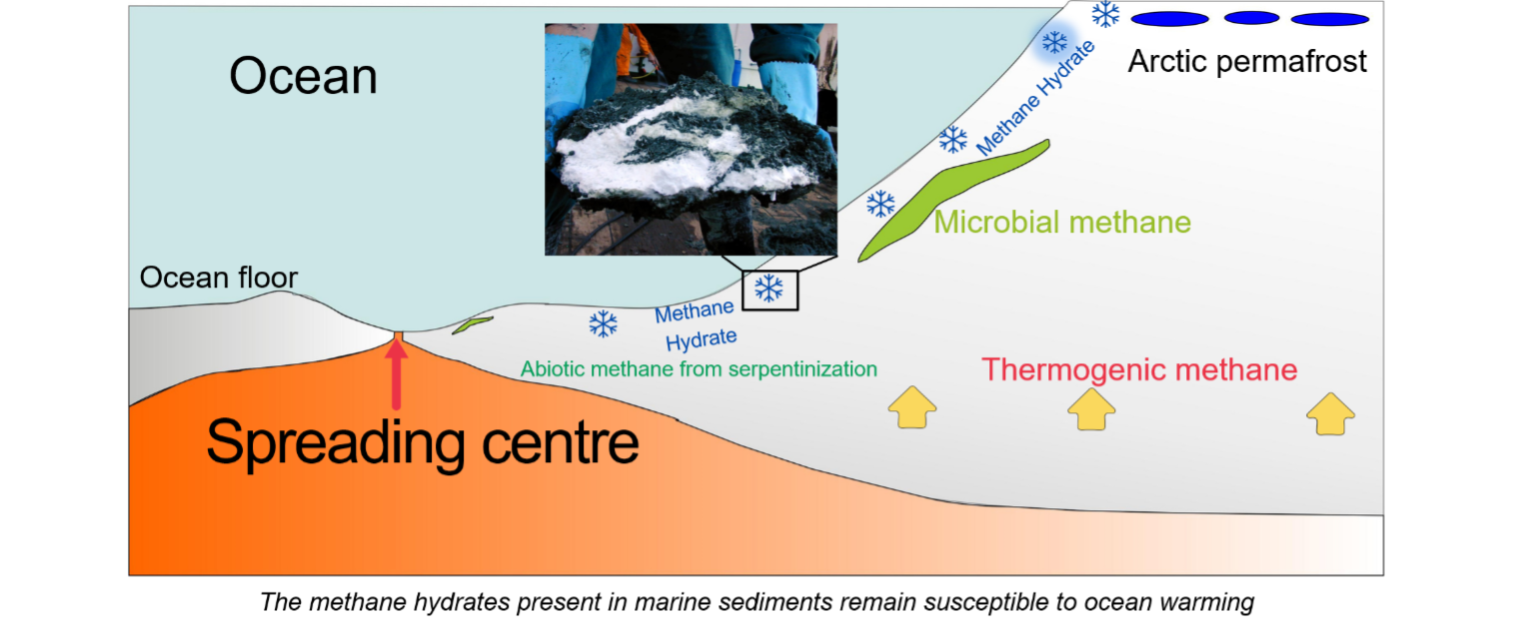 Ocean
Arctic permafrost
Methane Hydrate
Microbial methane
Ocean floor
Methane
Hydrate
Abiotic methane from serpentinization
Thermogenic methane
Spreading centre
The methane hydrates present in marine sediments remain susceptible to ocean warming